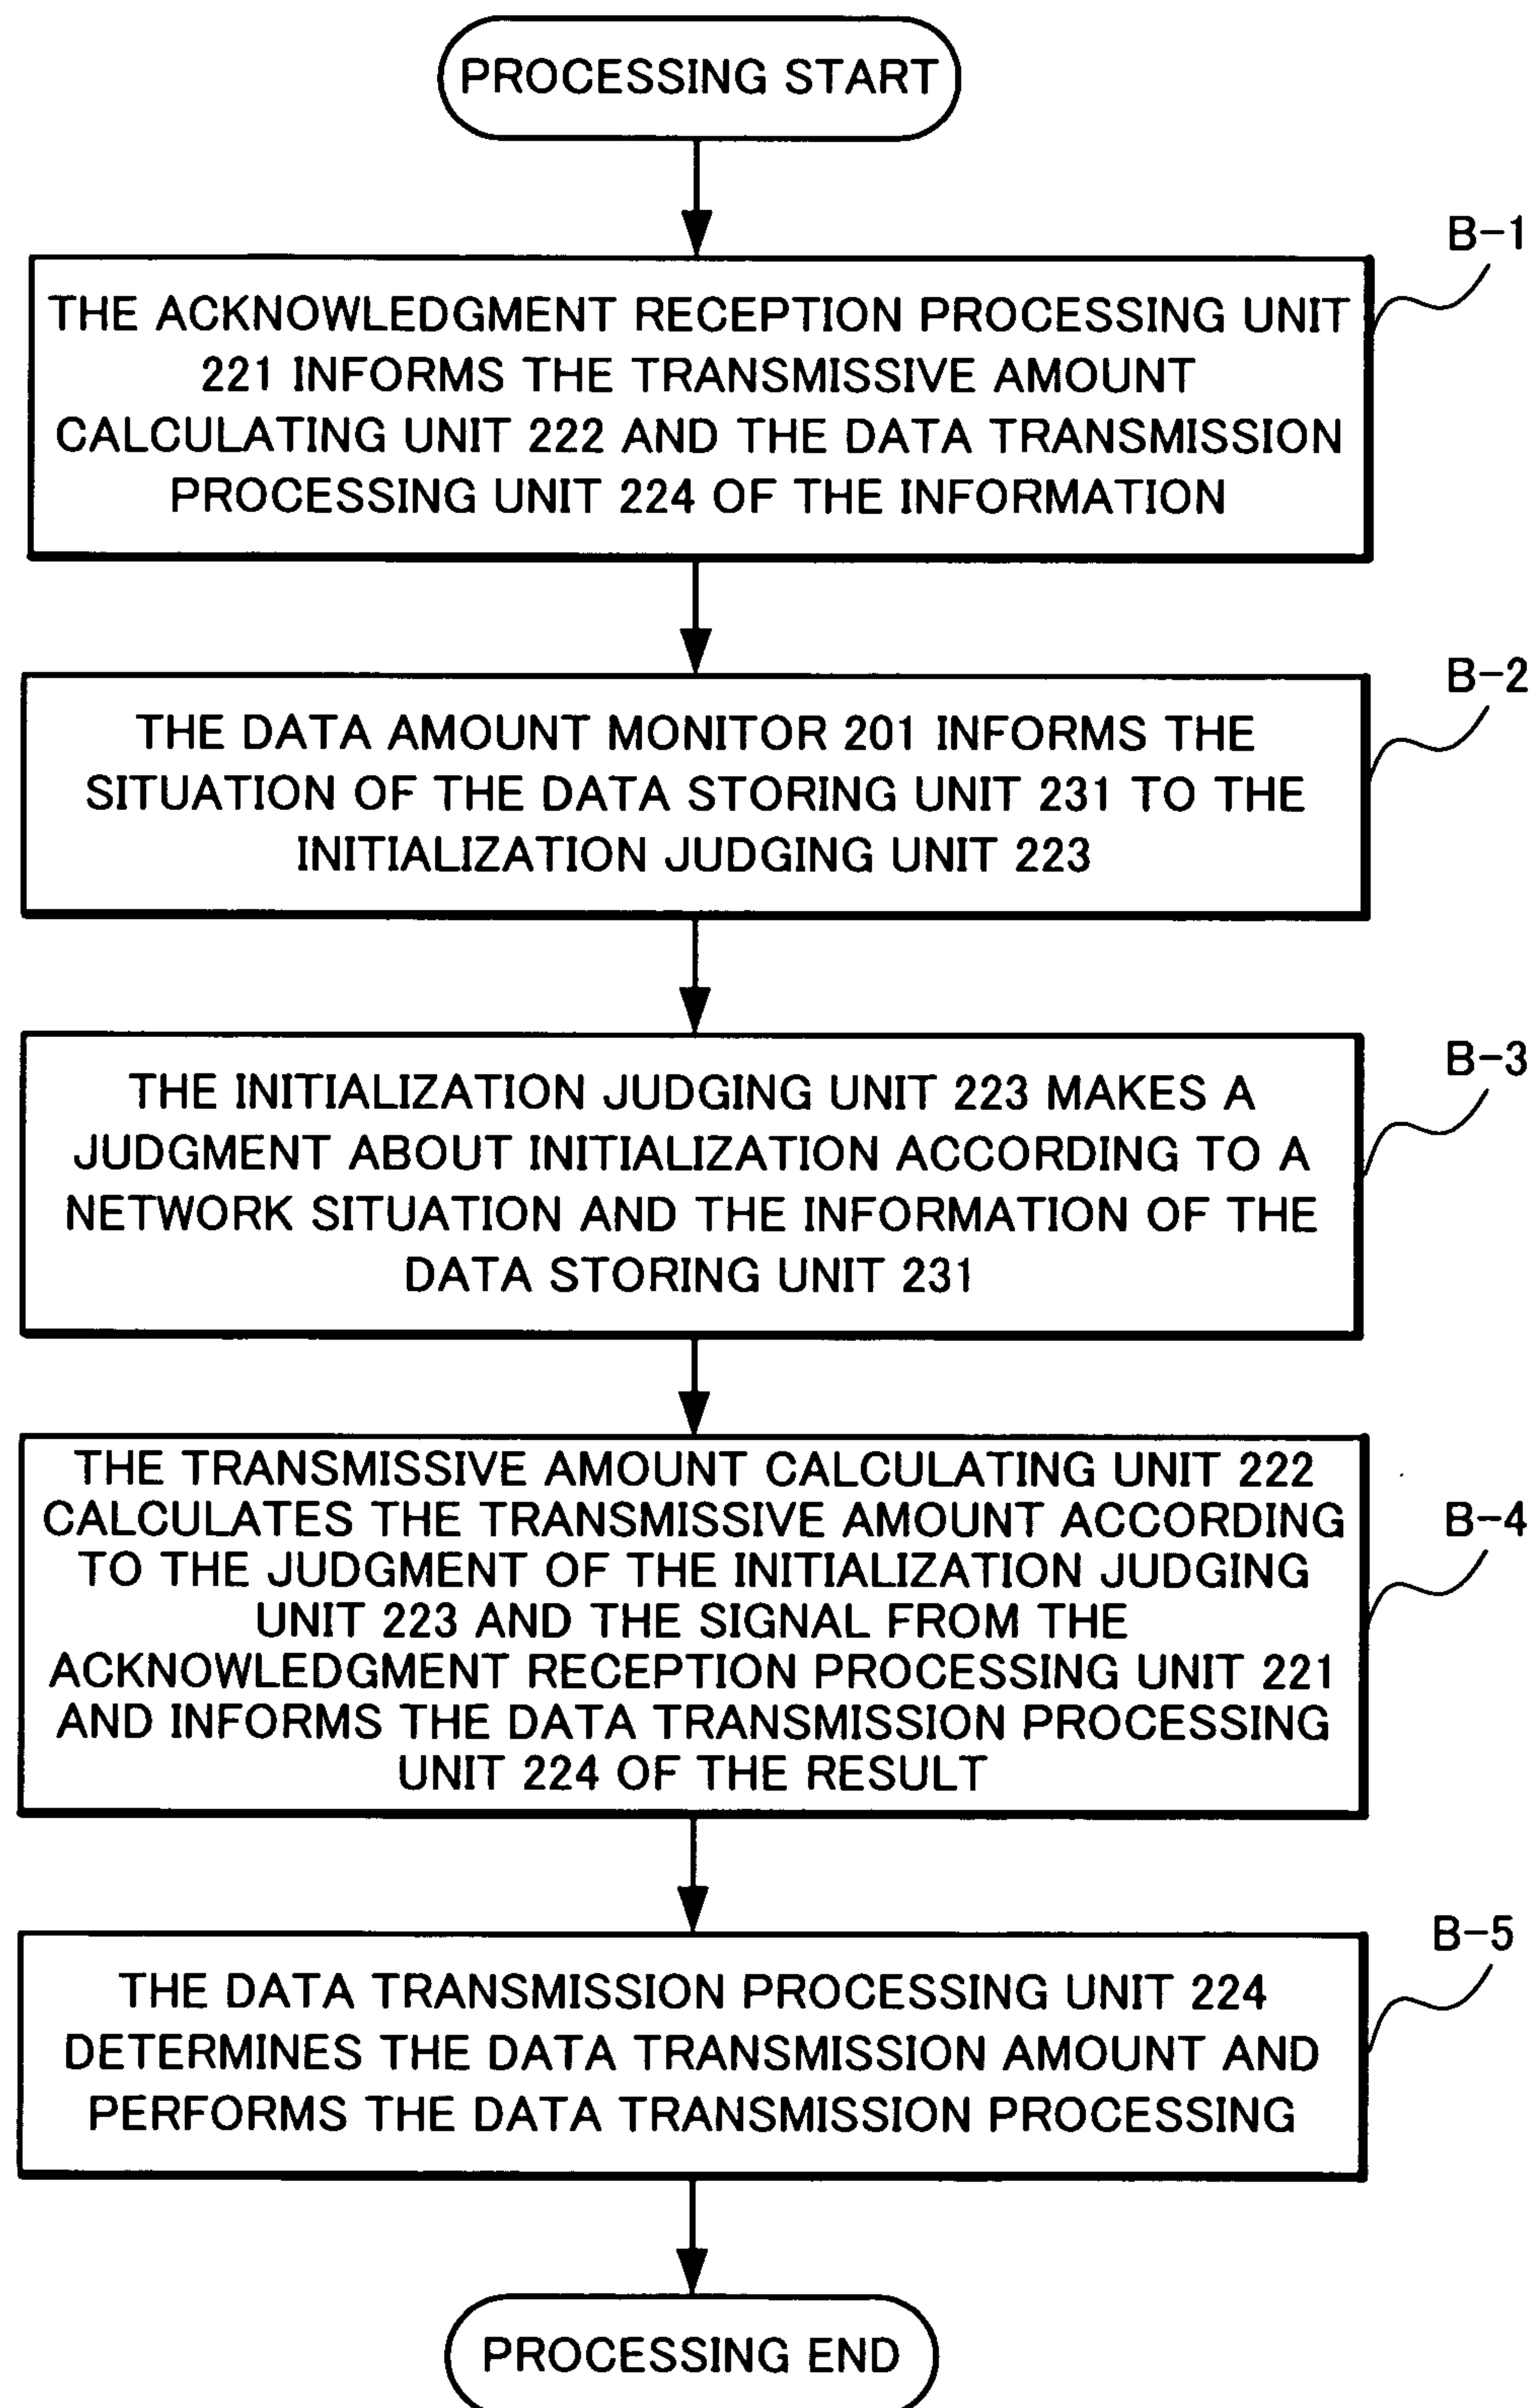 PROCESSING START
B-1
THE ACKNOWLEDGMENT RECEPTION PROCESSING UNIT
221 INFORMS THE TRANSMISSIVE AMOUNT
CALCULATING UNIT 222 AND THE DATA TRANSMISSION
PROCESSING UNIT 224 OF THE INFORMATION
B-2
THE DATA AMOUNT MONITOR 201 INFORMS THE
SITUATION OF THE DATA STORING UNIT 231 TO THE
INITIALIZATION JUDGING UNIT 223
B-3
THE INITIALIZATION JUDGING UNIT 223 MAKES A
JUDGMENT ABOUT INITIALIZATION ACCORDING TO A
NETWORK SITUATION AND THE INFORMATION OF THE
DATA STORING UNIT 231
B-4
THE TRANSMISSIVE AMOUNT CALCULATING UNIT 222
CALCULATES THE TRANSMISSIVE AMOUNT ACCORDING
TO THE JUDGMENT OF THE INITIALIZATION JUDGING
UNIT 223 AND THE SIGNAL FROM THE
ACKNOWLEDGMENT RECEPTION PROCESSING UNIT 221
AND INFORMS THE DATA TRANSMISSION PROCESSING
UNIT 224 OF THE RESULT
B-5
THE DATA TRANSMISSION PROCESSING UNIT 224
DETERMINES THE DATA TRANSMISSION AMOUNT AND
PERFORMS THE DATA TRANSMISSION PROCESSING
PROCESSING END